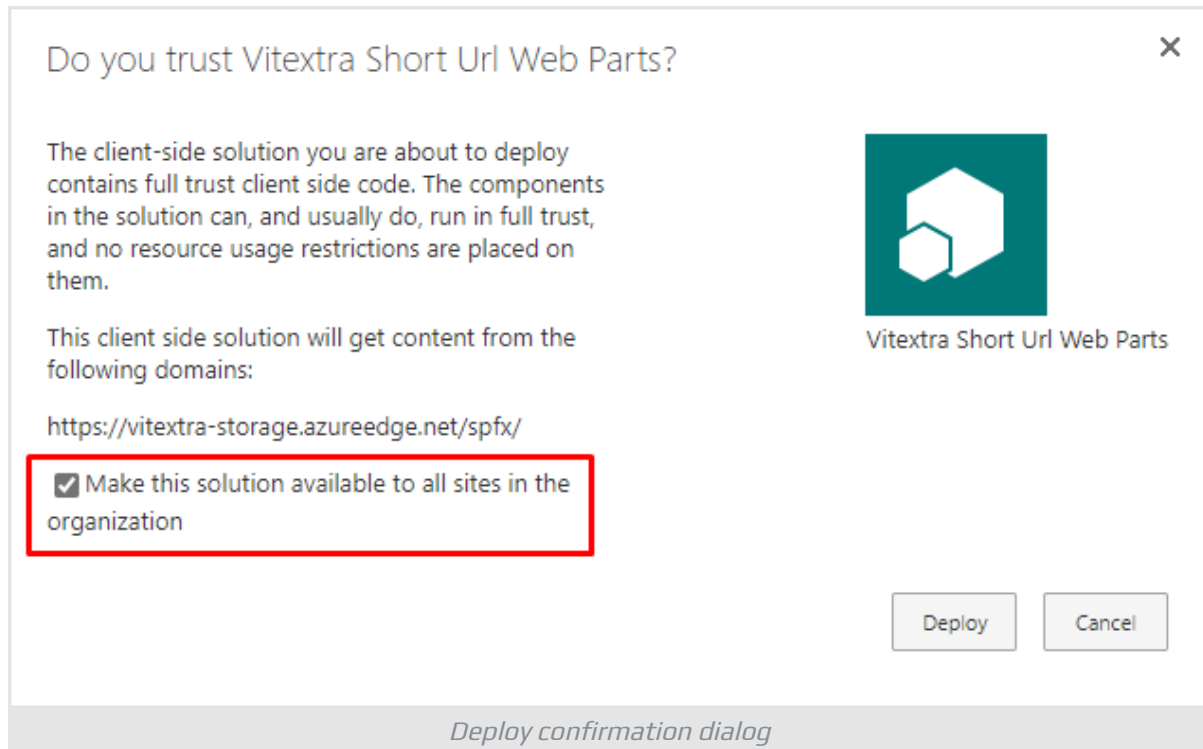 Do you trust Vitextra Short Url Web Parts?
The client-side solution you are about to deploy
contains full trust client side code. The components
in the solution can, and usually do, run in full trust,
and no resource usage restrictions are placed on
them.
This client side solution will get content from the
following domains:
https://vitextra-storage.azureedge.net/spfx/
Make this solution available to all sites in the
organization
Vitextra Short Url Web Parts
Deploy
Cancel
Deploy confirmation dialog